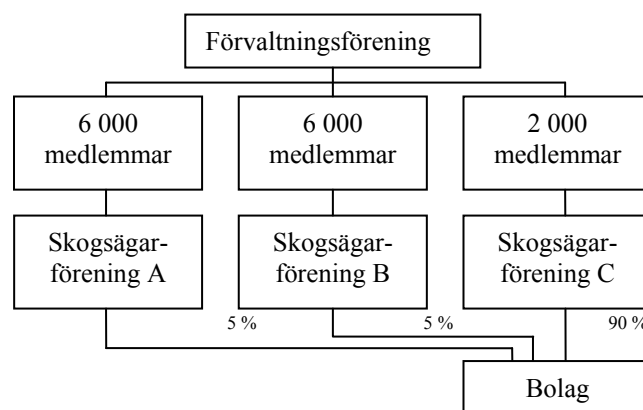 Förvaltningsförening
6 000
medlemmar
6 000
medlemmar
2 000
medlemmar
Skogsägar-
förening A
Skogsägar-
förening B
Skogsägar-
förening C
5 %
5 %
90 %
Bolag